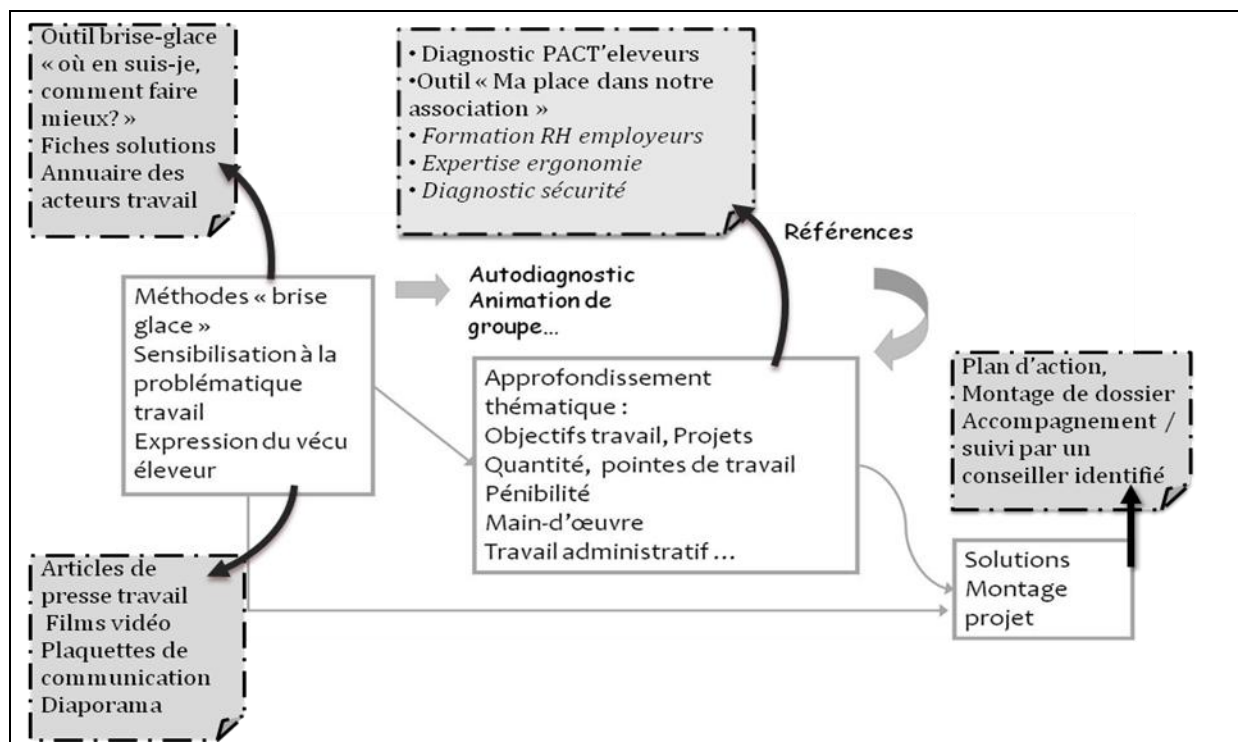 Outil brise-glace
« où en suis-je,
comment faire
mieux? »
Fiches solutions
Annuaire des
acteurs travail
• Diagnostic PACT'eleveurs
•Outil « Ma place dans notre
association »
• Formation RH employeurs
• Expertise ergonomie
• Diagnostic sécurité
Références
Méthodes « brise
glace »
Sensibilisation à la
problématique
travail
Expression du vécu
éleveur
Autodiagnostic
Animation de
groupe...
Approfondissement
thématique :
Objectifs travail, Projets
Quantité, pointes de travail
Pénibilité
Main-d'œuvre
Travail administratif ...
Plan d'action,
Montage de dossier
Accompagnement /
suivi par un
conseiller identifié
Solutions
Montage
projet
Articles de
presse travail
Films vidéo
Plaquettes de
communication
Diaporama